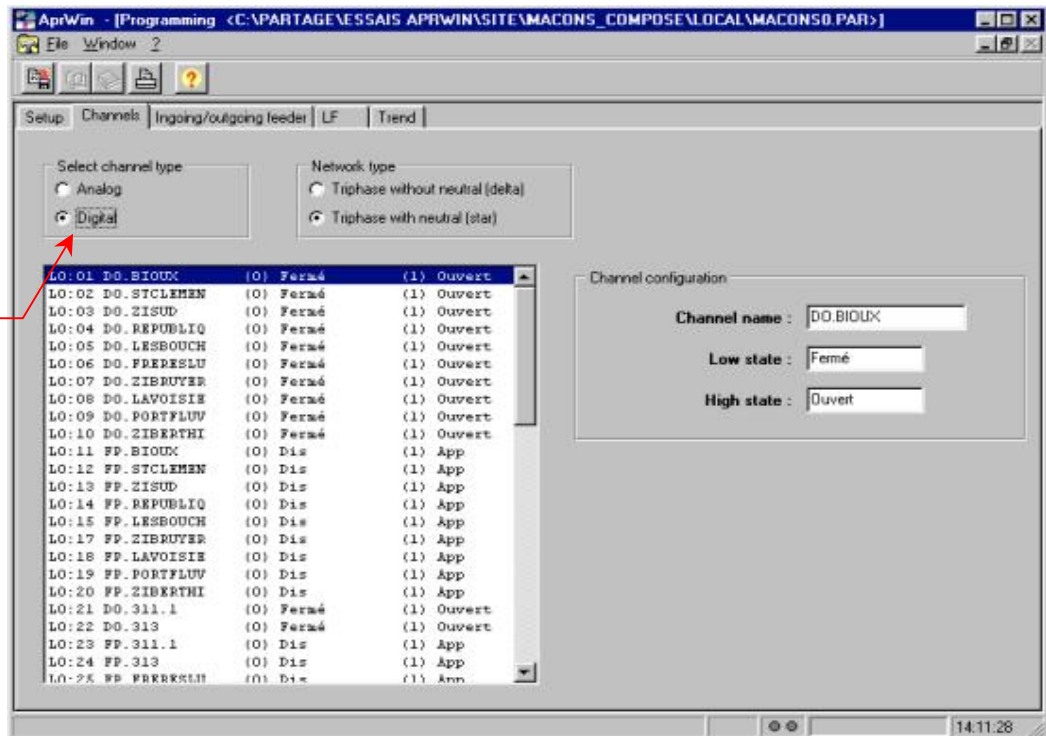 AprWin - [Programming <C:\PARTAGE\ESSAIS APRWIN\SITE\MACONS_COMPOSE\LOCAL\MACONS0.PAR>]
File Window ?
Setup Channels Ingoing/outgoing feeder LF Trend
Select channel type
Analog
Digital
Network type
Triphase without neutral (delta)
Triphase with neutral (star)
L0:01 DO.BIOUX (0) Fermé (1) Ouvert
L0:02 DO.STCLEMEN (0) Fermé (1) Ouvert
L0:03 DO.ZISUD (0) Fermé (1) Ouvert
L0:04 DO.REPUBLIQ (0) Fermé (1) Ouvert
L0:05 DO.LESBOUCH (0) Fermé (1) Ouvert
L0:06 DO.FRERESLU (0) Fermé (1) Ouvert
L0:07 DO.ZIBRUYER (0) Fermé (1) Ouvert
L0:08 DO.LAVOISIE (0) Fermé (1) Ouvert
L0:09 DO.PORTFLUV (0) Fermé (1) Ouvert
L0:10 DO.ZIBERTHI (0) Fermé (1) Ouvert
L0:11 FP.BIOUX (0) Dis (1) App
L0:12 FP.STCLEMEN (0) Dis (1) App
L0:13 FP.ZISUD (0) Dis (1) App
L0:14 FP.REPUBLIQ (0) Dis (1) App
L0:15 FP.LESBOUCH (0) Dis (1) App
L0:17 FP.ZIBRUYER (0) Dis (1) App
L0:18 FP.LAVOISIE (0) Dis (1) App
L0:19 FP.PORTFLUV (0) Dis (1) App
L0:20 FP.ZIBERTHI (0) Dis (1) App
L0:21 DO.311.1 (0) Fermé (1) Ouvert
L0:22 DO.313 (0) Fermé (1) Ouvert
L0:23 FP.311.1 (0) Dis (1) App
L0:24 FP.313 (0) Dis (1) App
L0:25 FP.FRERESLU (0) Dis (1) App
Channel configuration
Channel name : DO.BIOUX
Low state : Fermé
High state : Ouvert
14:11:28